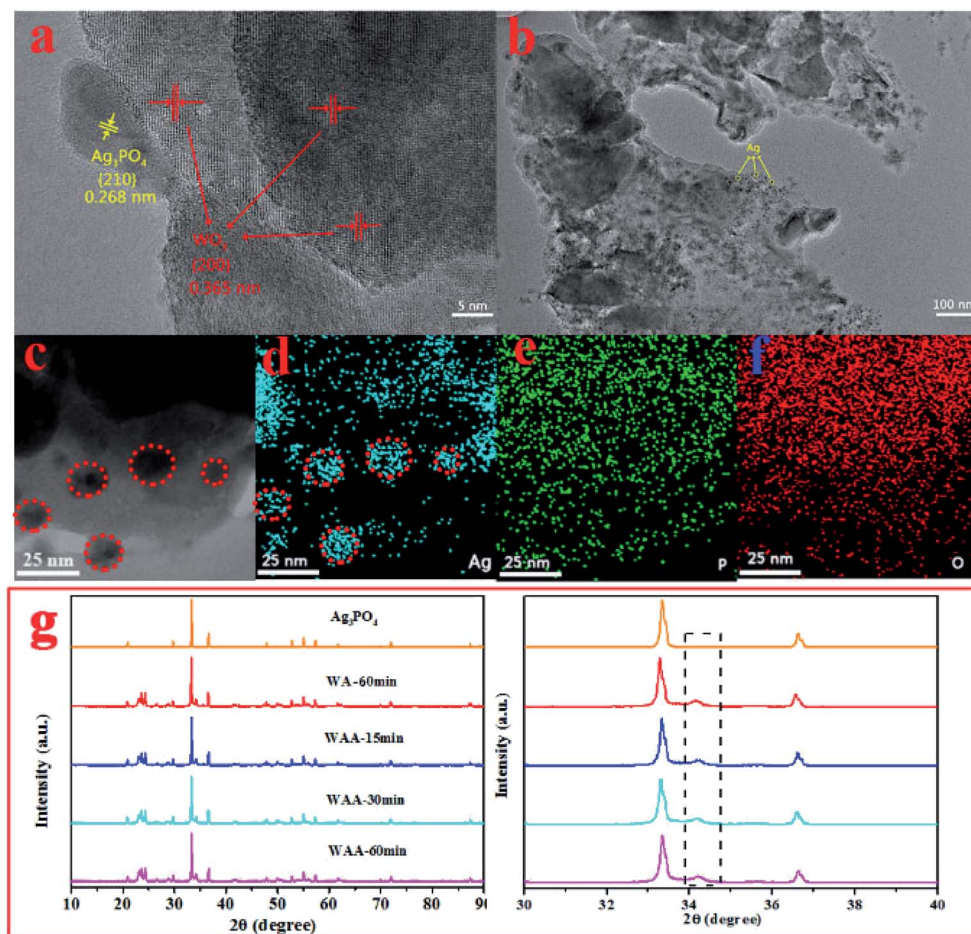 a
Ag₃PO₄
{210}
0.268 nm
WO₃
{200}
0.365 nm
5 nm
b
Ag
100 nm
c
25 nm
d
25 nm
Ag
e
25 nm
P
f
25 nm
O
g
Intensity (a.u.)
Ag₃PO₄
WA-60min
WAA-15min
WAA-30min
WAA-60min
10 20 30 40 50 60 70 80 90
2θ (degree)
Intensity (a.u.)
30 32 34 36 38 40
2θ (degree)